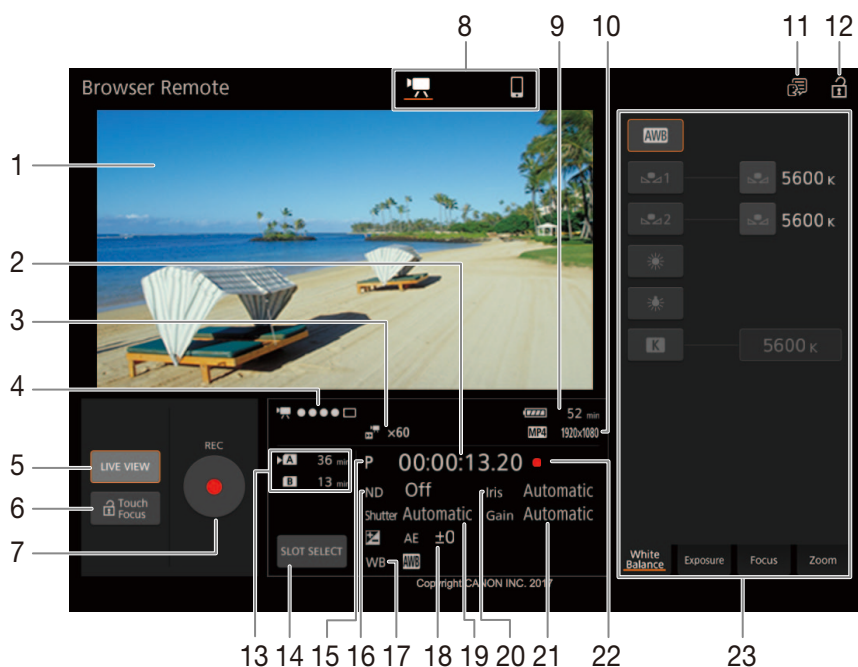 8
9
10
11
12
Browser Remote
1
2
3
4
5
6
7
AWB
1
5600 K
2
5600 K
K
5600 K
52 min
×60
MP4
1920x1080
REC
LIVE VIEW
Touch
Focus
A 36 min
B 13 min
P 00:00:13.20
ND Off
Iris Automatic
Shutter Automatic
Gain Automatic
AE ±0
WB AWB
SLOT SELECT
Copyright CANON INC. 2017
White
Balance
Exposure
Focus
Zoom
13
14
15
16
17
18
19
20
21
22
23